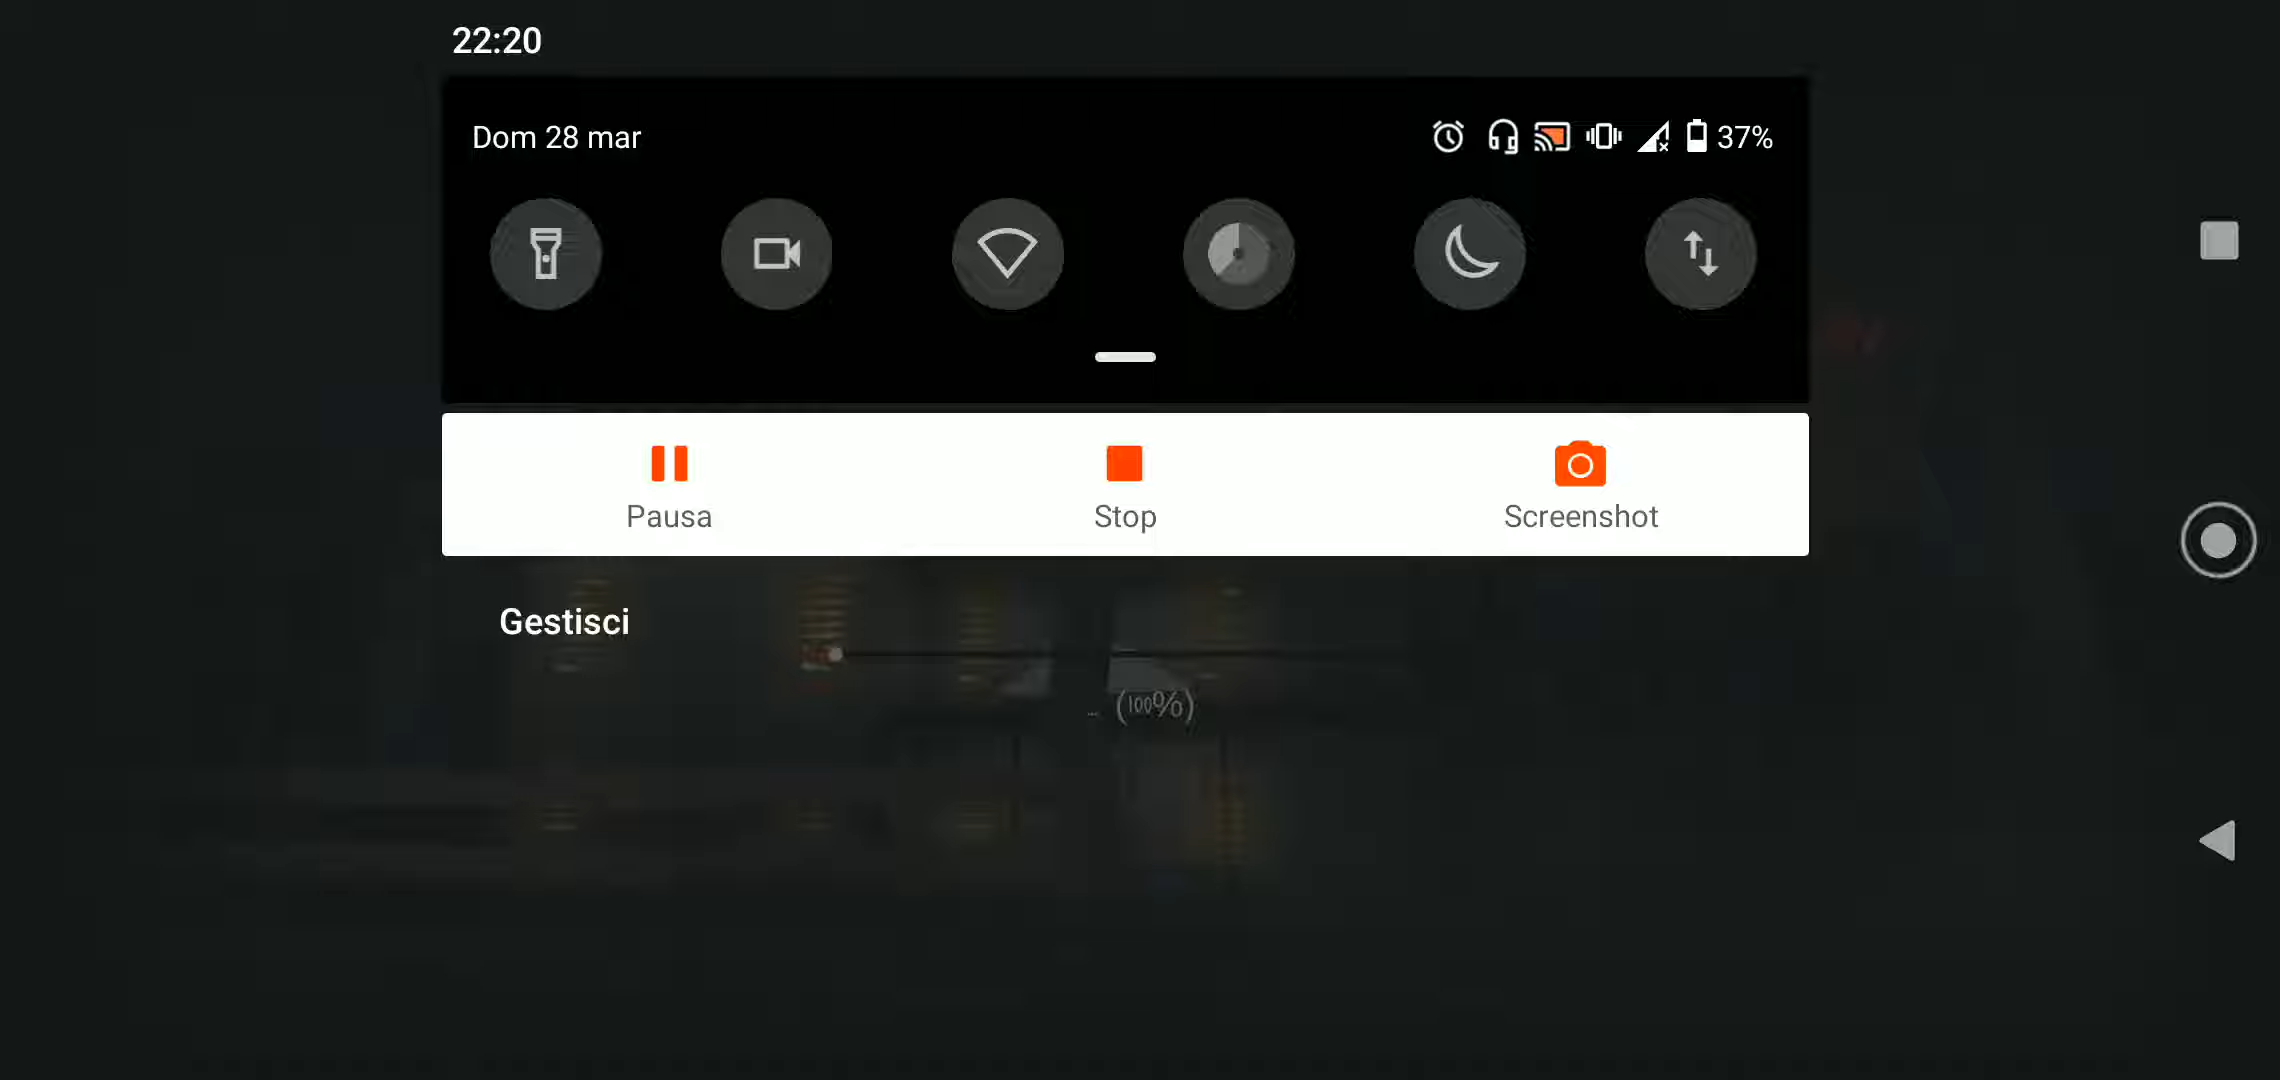 22:20
Dom 28 mar 37%
Pausa Stop Screenshot
Gestisci
... (100%)